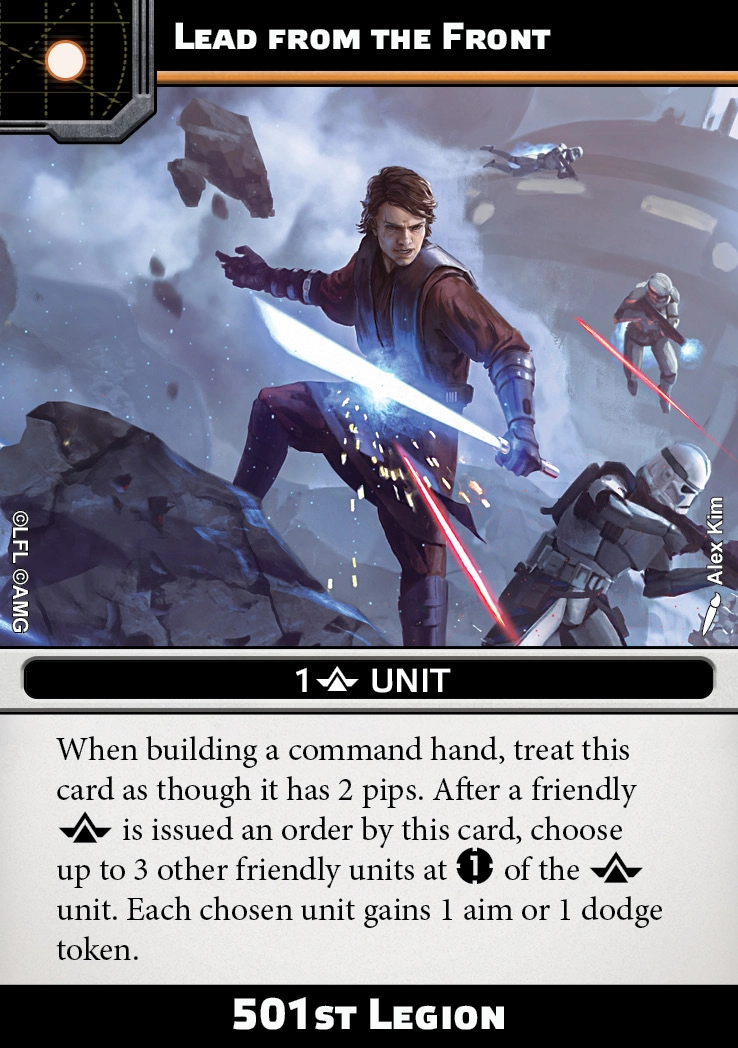 Lead from the Front
©LFL ©AMG
Alex Kim
1 UNIT
When building a command hand, treat this
card as though it has 2 pips. After a friendly
is issued an order by this card, choose
up to 3 other friendly units at 1 of the
unit. Each chosen unit gains 1 aim or 1 dodge
token.
501st Legion